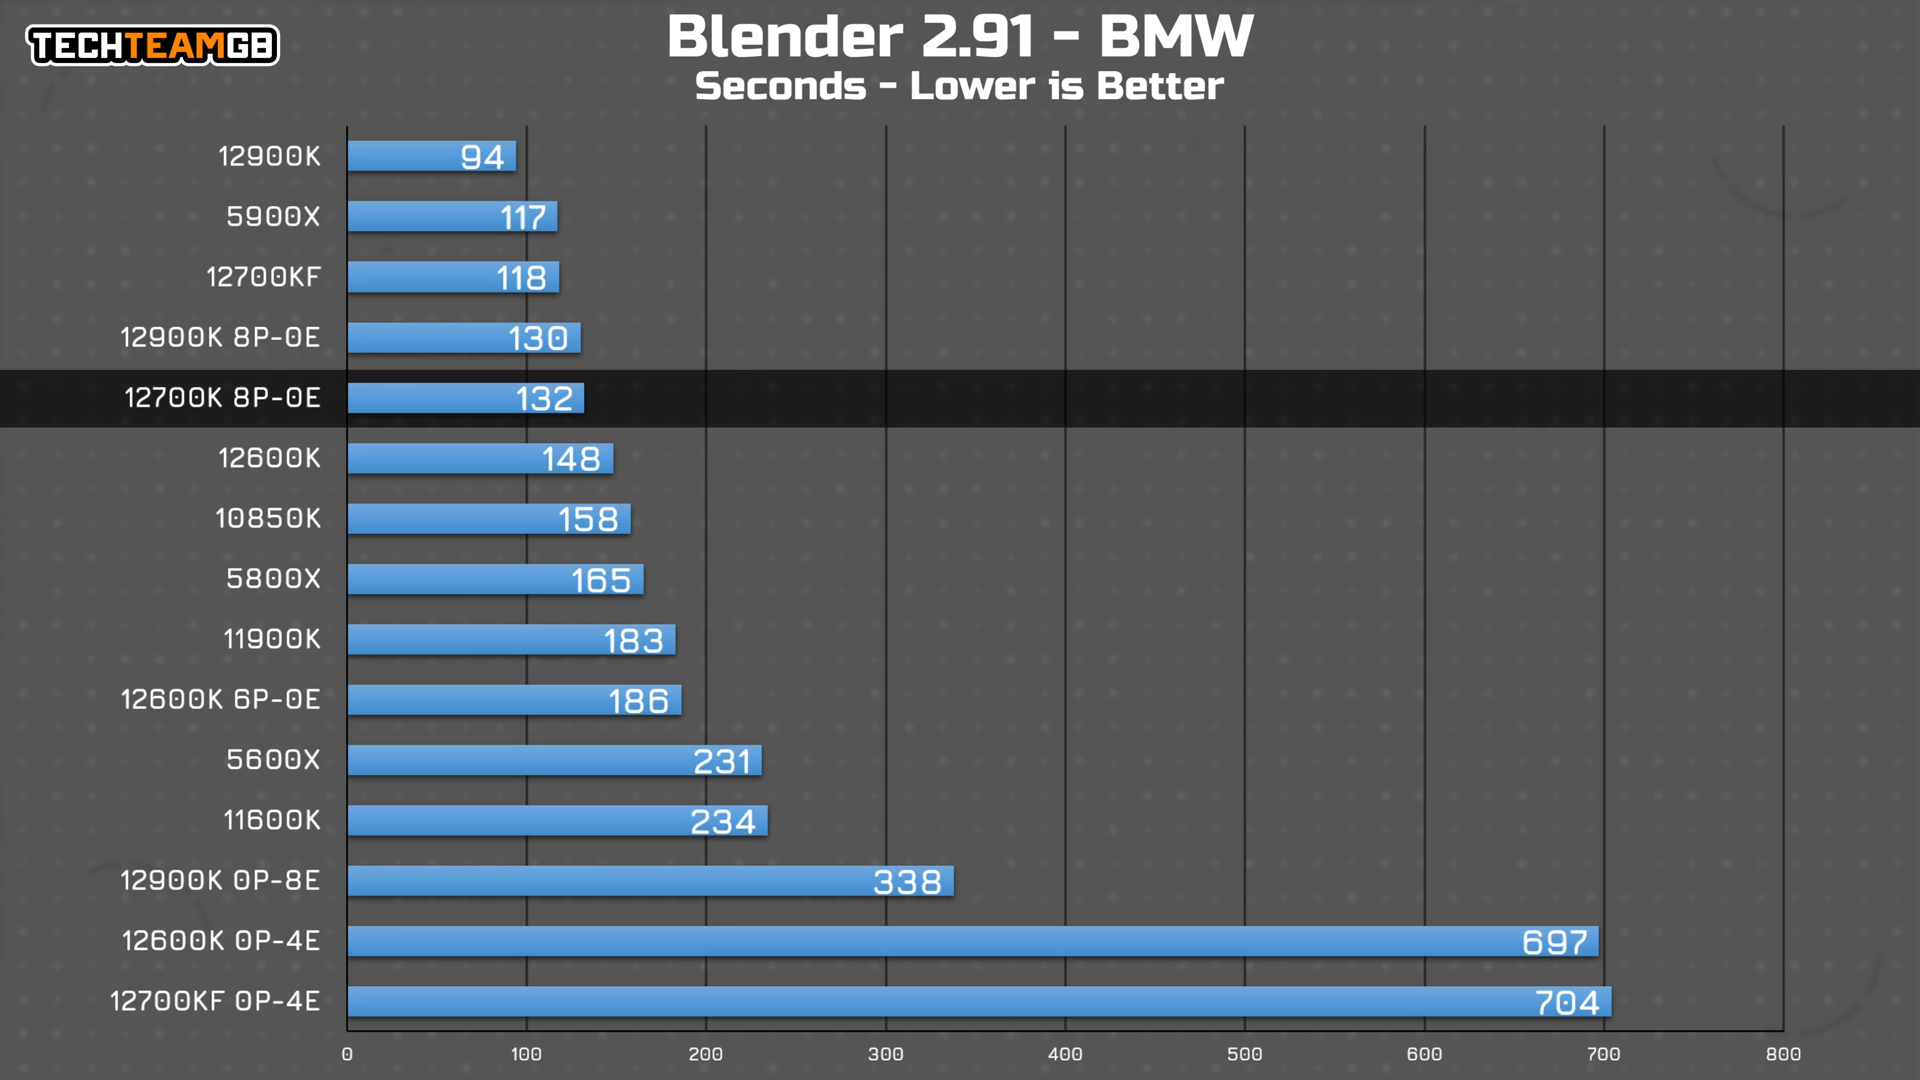 TECHTEAMGB
Blender 2.91 - BMW
Seconds - Lower is Better
12900K 94
5900X 117
12700KF 118
12900K 8P-0E 130
12700K 8P-0E 132
12600K 148
10850K 158
5800X 165
11900K 183
12600K 6P-0E 186
5600X 231
11600K 234
12900K 0P-8E 338
12600K 0P-4E 697
12700KF 0P-4E 704
0 100 200 300 400 500 600 700 800